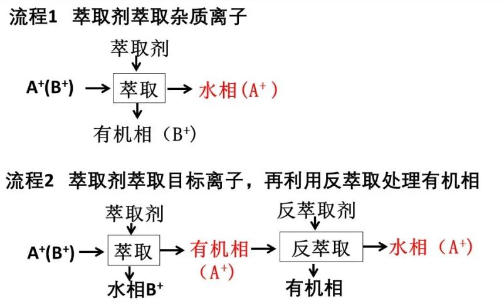 流程1 萃取剂萃取杂质离子
萃取剂
A⁺(B⁺)
萃取
水相(A⁺)
有机相（B⁺）
流程2 萃取剂萃取目标离子，再利用反萃取处理有机相
萃取剂
反萃取剂
A⁺(B⁺)
萃取
有机相
（A⁺）
反萃取
水相（A⁺）
水相B⁺
有机相